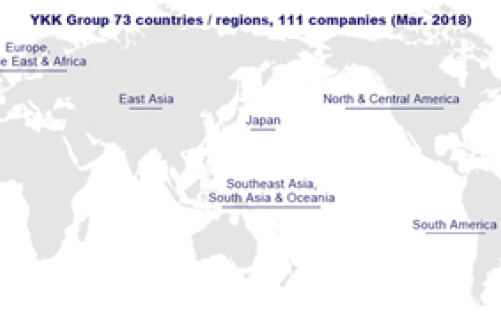 YKK Group 73 countries / regions, 111 companies (Mar. 2018)
Europe,
e East & Africa
East Asia
North & Central America
Japan
Southeast Asia,
South Asia & Oceania
South America